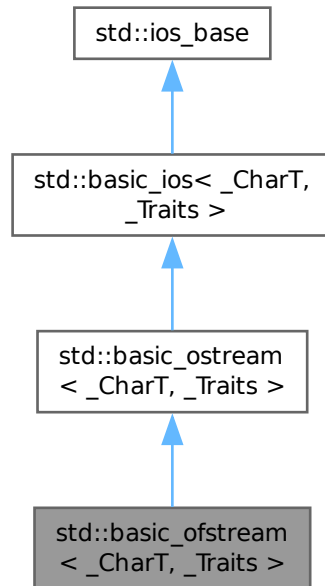 std::ios_base
std::basic_ios< _CharT,
_Traits >
std::basic_ostream
< _CharT, _Traits >
std::basic_ofstream
< _CharT, _Traits >